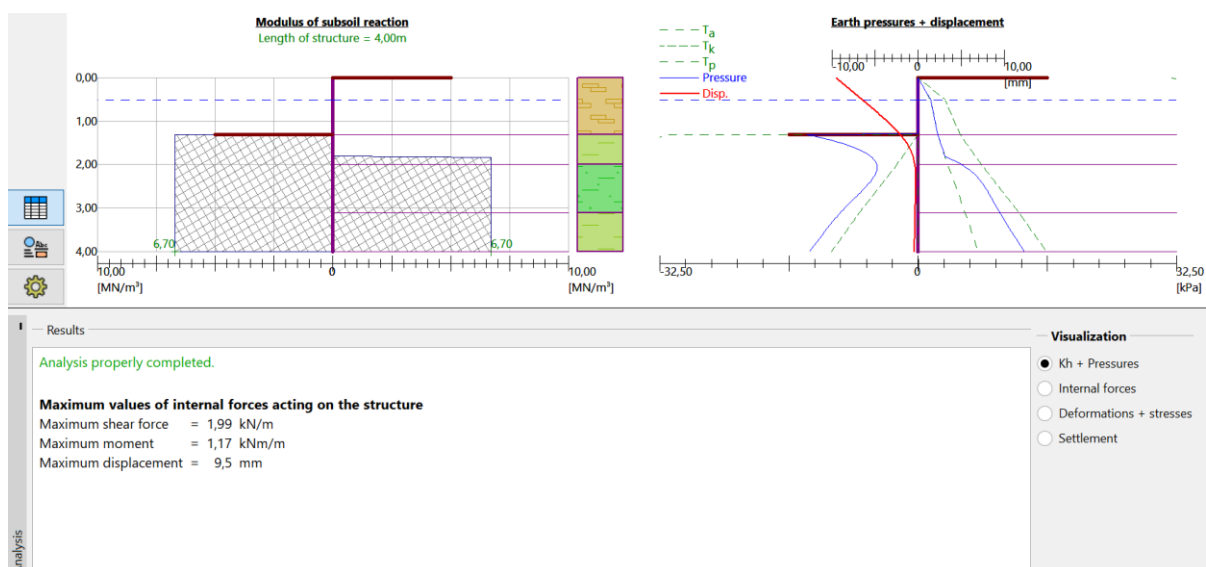 Modulus of subsoil reaction
Length of structure = 4,00m
0,00
1,00
2,00
3,00
4,00
6,70
6,70
10,00
0
10,00
[MN/m³]
[MN/m³]
Earth pressures + displacement
Ta
Tk
Tp
Pressure
Disp.
-10,00
0
10,00
[mm]
-32,50
0
32,50
[kPa]
Results
Analysis properly completed.
Maximum values of internal forces acting on the structure
Maximum shear force = 1,99 kN/m
Maximum moment = 1,17 kNm/m
Maximum displacement = 9,5 mm
Visualization
Kh + Pressures
Internal forces
Deformations + stresses
Settlement